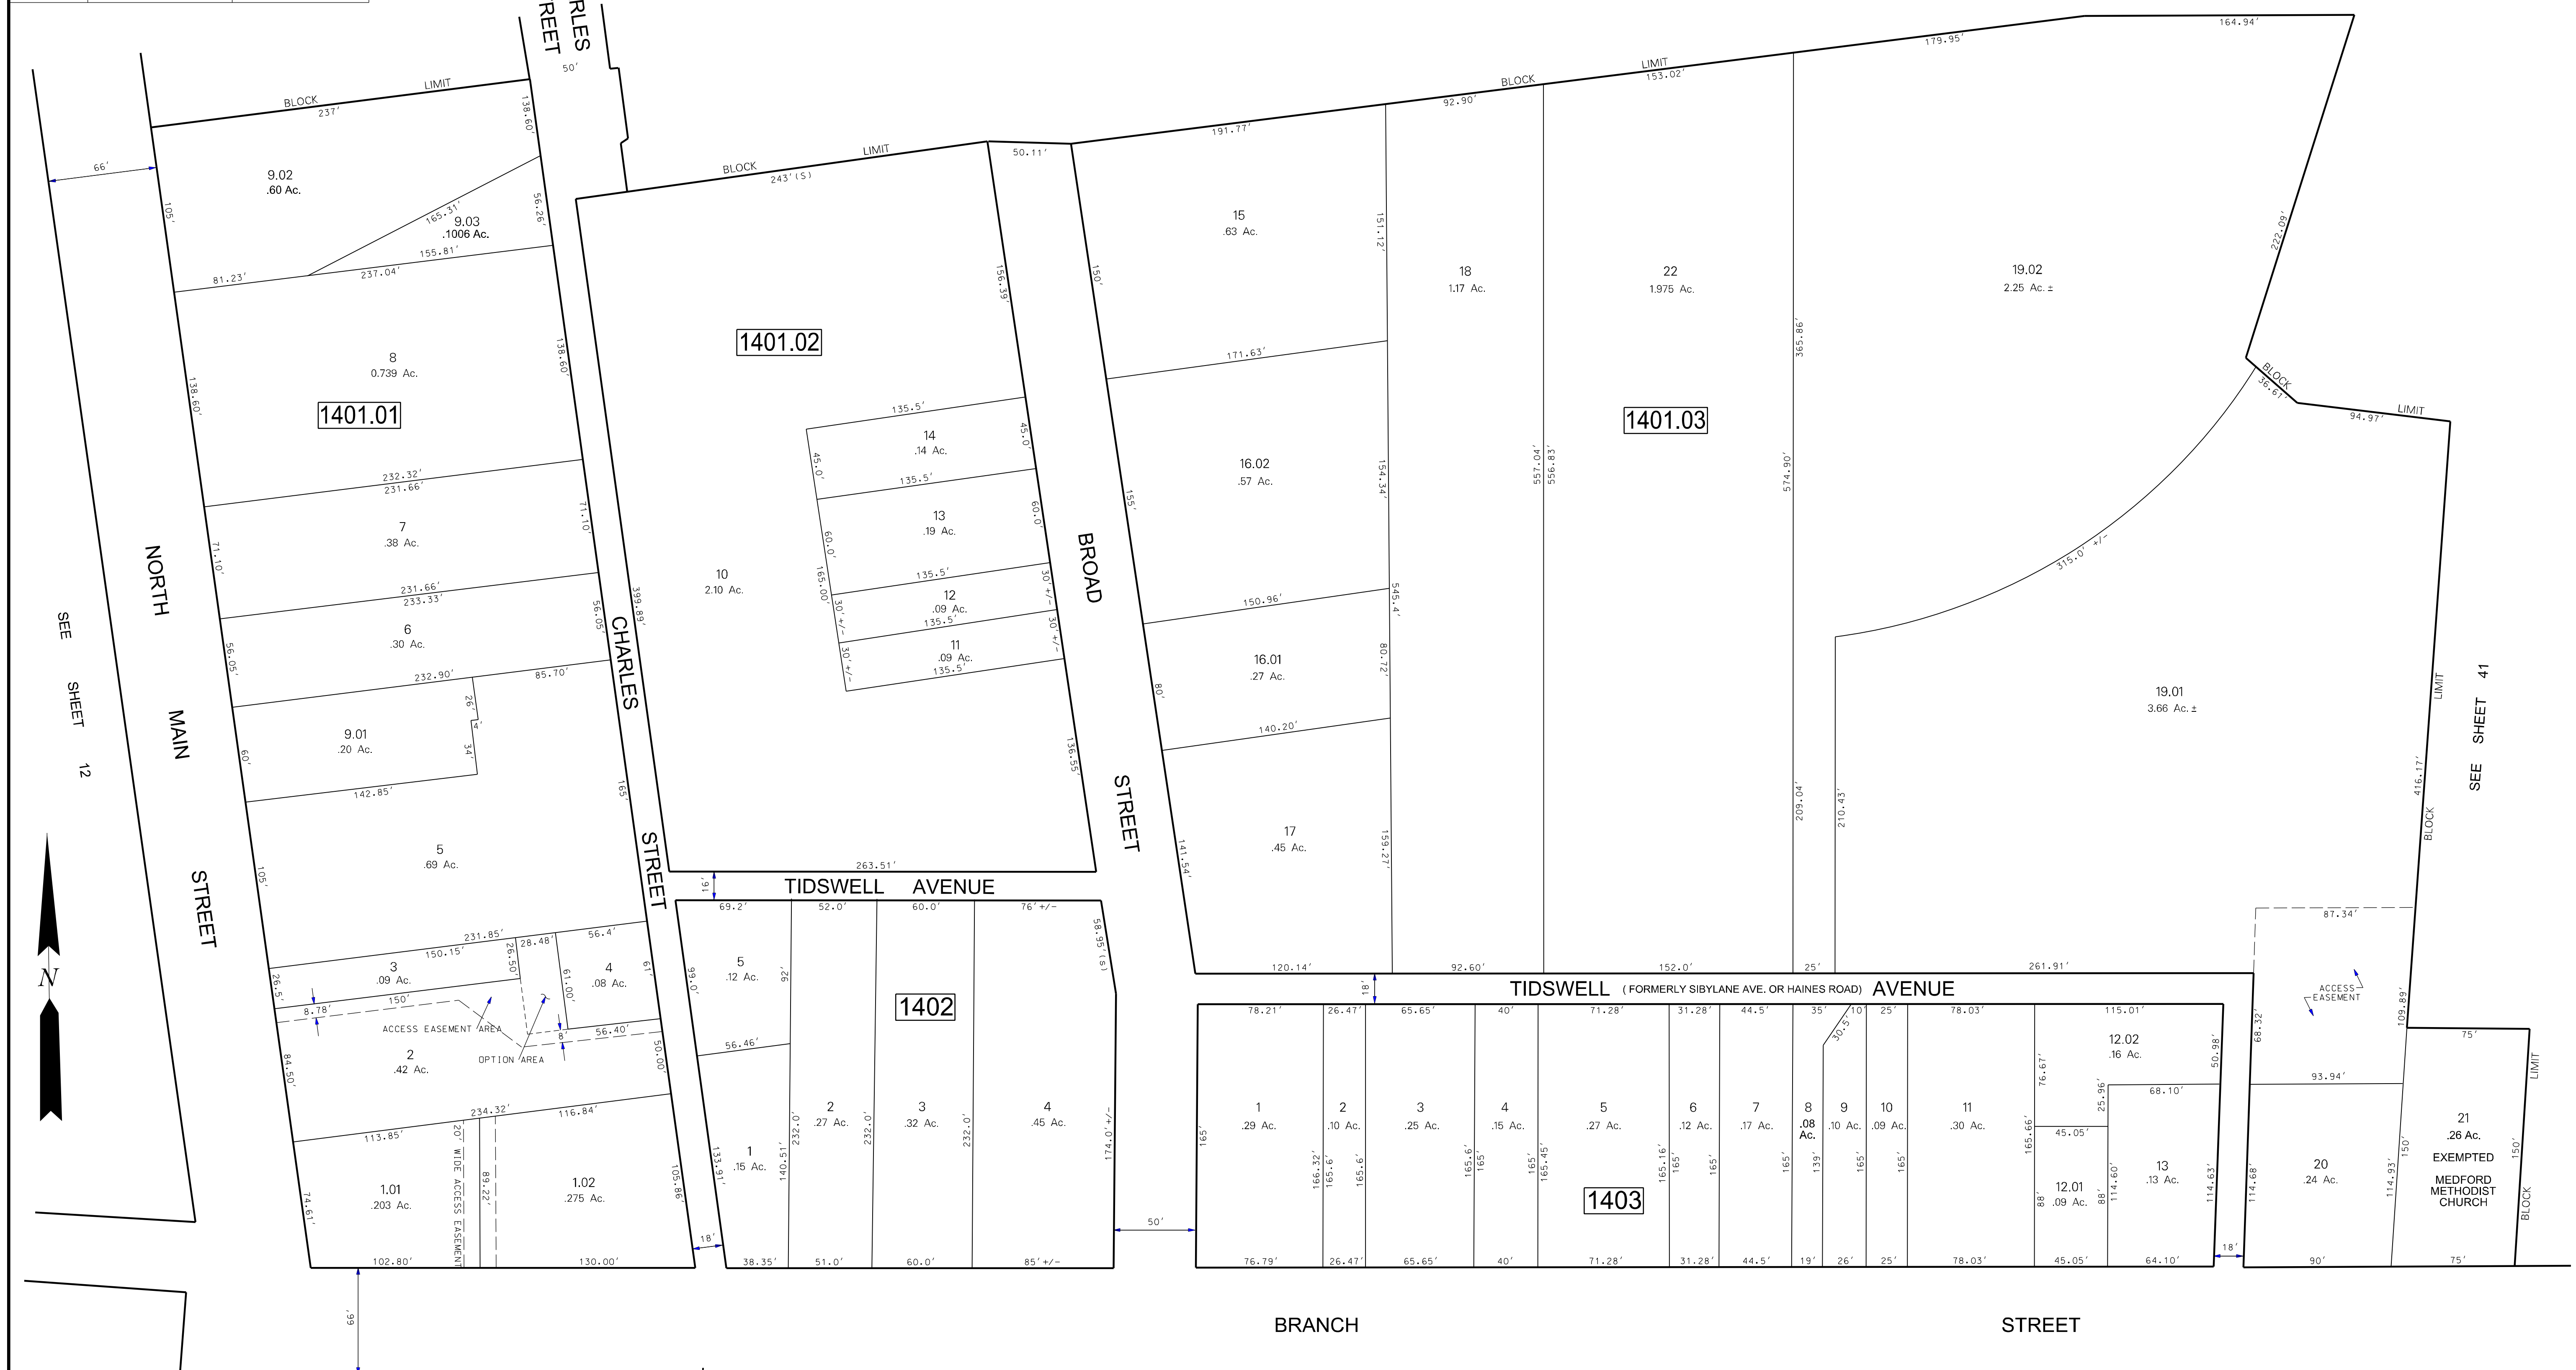 RLES
REET
50'
164.94'
179.95'
BLOCK LIMIT
153.02'
92.90'
191.77'
BLOCK LIMIT
237'
138.60'
66'
9.02
.60 Ac.
105'
165.31'
56.26'
9.03
.1006 Ac.
155.81'
81.23'
237.04'
BLOCK LIMIT
243'(S)
50.11'
15
.63 Ac.
151.12'
150'
156.39'
171.63'
18
1.17 Ac.
22
1.975 Ac.
365.86'
19.02
2.25 Ac.±
222.09'
BLOCK
36.61'
LIMIT
94.97'
8
0.739 Ac.
138.60'
138.60'
1401.01
1401.02
1401.03
232.32'
231.66'
7
.38 Ac.
71.10'
71.10'
231.66'
233.33'
6
.30 Ac.
56.05'
56.05'
232.90'
85.70'
26'
4'
34'
9.01
.20 Ac.
60'
142.85'
165'
5
.69 Ac.
105'
NORTH
MAIN
STREET
SEE SHEET 12
N
CHARLES
STREET
399.89'
10
2.10 Ac.
135.5'
14
.14 Ac.
45.0'
45.0'
135.5'
13
.19 Ac.
60.0'
60.0'
165.00'
135.5'
12
.09 Ac.
30'+/-
30'+/-
135.5'
11
.09 Ac.
30'+/-
30'+/-
135.5'
136.55'
263.51'
BROAD
STREET
16.02
.57 Ac.
155'
154.34'
150.96'
545.4'
16.01
.27 Ac.
80'
80.72'
140.20'
17
.45 Ac.
141.54'
159.27'
557.04'
556.83'
574.90'
209.04'
210.43'
315.0' +/-
19.01
3.66 Ac.±
LIMIT
416.17'
BLOCK
SEE SHEET 41
87.34'
120.14'
92.60'
152.0'
25'
261.91'
16'
TIDSWELL AVENUE
18'
TIDSWELL (FORMERLY SIBYLANE AVE. OR HAINES ROAD) AVENUE
ACCESS
EASEMENT
109.89'
68.32'
93.94'
75'
LIMIT
231.85'
150.15'
28.48'
56.4'
3
.09 Ac.
26.5'
26.50'
61.00'
4
.08 Ac.
61'
150'
8.78'
ACCESS EASEMENT AREA
8'
56.40'
OPTION AREA
2
.42 Ac.
84.50'
50.00'
234.32'
113.85'
116.84'
20' WIDE ACCESS EASEMENT
89.22'
1.01
.203 Ac.
74.61'
1.02
.275 Ac.
105.86'
102.80'
130.00'
18'
66'
69.2'
52.0'
60.0'
76'+/-
58.95'(S)
5
.12 Ac.
99.0'
92'
56.46'
1402
1
.15 Ac.
133.91'
140.51'
232.0'
2
.27 Ac.
232.0'
3
.32 Ac.
232.0'
4
.45 Ac.
174.0'+/-
38.35'
51.0'
60.0'
85'+/-
50'
78.21'
26.47'
65.65'
40'
71.28'
31.28'
44.5'
35'
10'
25'
78.03'
115.01'
30.5'
195'
1
.29 Ac.
166.32'
2
.10 Ac.
165.6'
165.6'
3
.25 Ac.
165.6'
165'
4
.15 Ac.
165'
165.45'
5
.27 Ac.
165.16'
165'
6
.12 Ac.
165'
7
.17 Ac.
165'
8
.08
Ac.
139'
9
.10 Ac.
165'
10
.09 Ac.
165'
11
.30 Ac.
165.66'
76.67'
12.02
.16 Ac.
50.98'
25.96'
68.10'
45.05'
12.01
.09 Ac.
88'
88'
114.60'
13
.13 Ac.
114.63'
1403
76.79'
26.47'
65.65'
40'
71.28'
31.28'
44.5'
19'
26'
25'
78.03'
45.05'
64.10'
18'
114.68'
20
.24 Ac.
114.93'
150'
21
.26 Ac.
EXEMPTED
MEDFORD
METHODIST
CHURCH
150'
BLOCK
90'
75'
BRANCH STREET